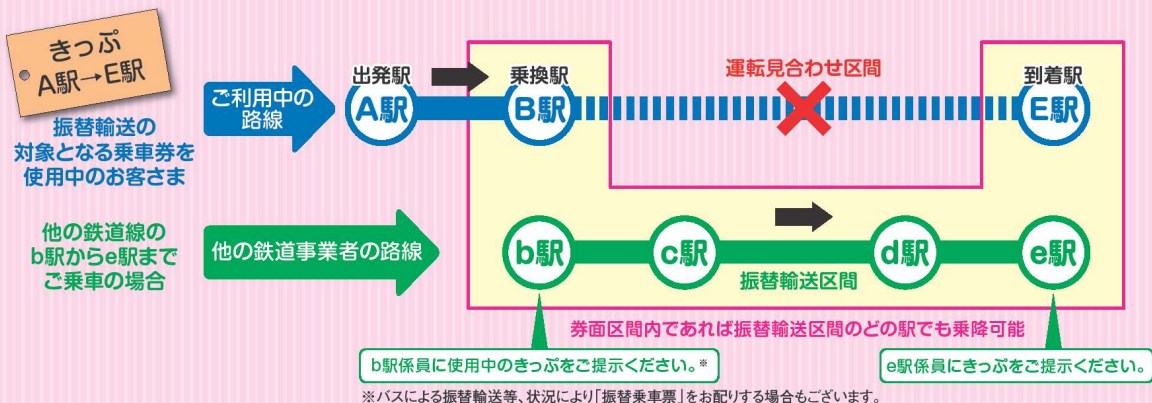 きっぷ
A駅→E駅
振替輸送の
対象となる乗車券を
使用中のお客さま
ご利用中の
路線
出発駅
A駅
乗換駅
B駅
運転見合わせ区間
到着駅
E駅
他の鉄道線の
b駅からe駅まで
ご乗車の場合
他の鉄道事業者の路線
b駅
c駅
d駅
e駅
振替輸送区間
券面区間内であれば振替輸送区間のどの駅でも乗降可能
b駅係員に使用中のきっぷをご提示ください。※
e駅係員にきっぷをご提示ください。
※バスによる振替輸送等、状況により「振替乗車票」をお配りする場合もございます。